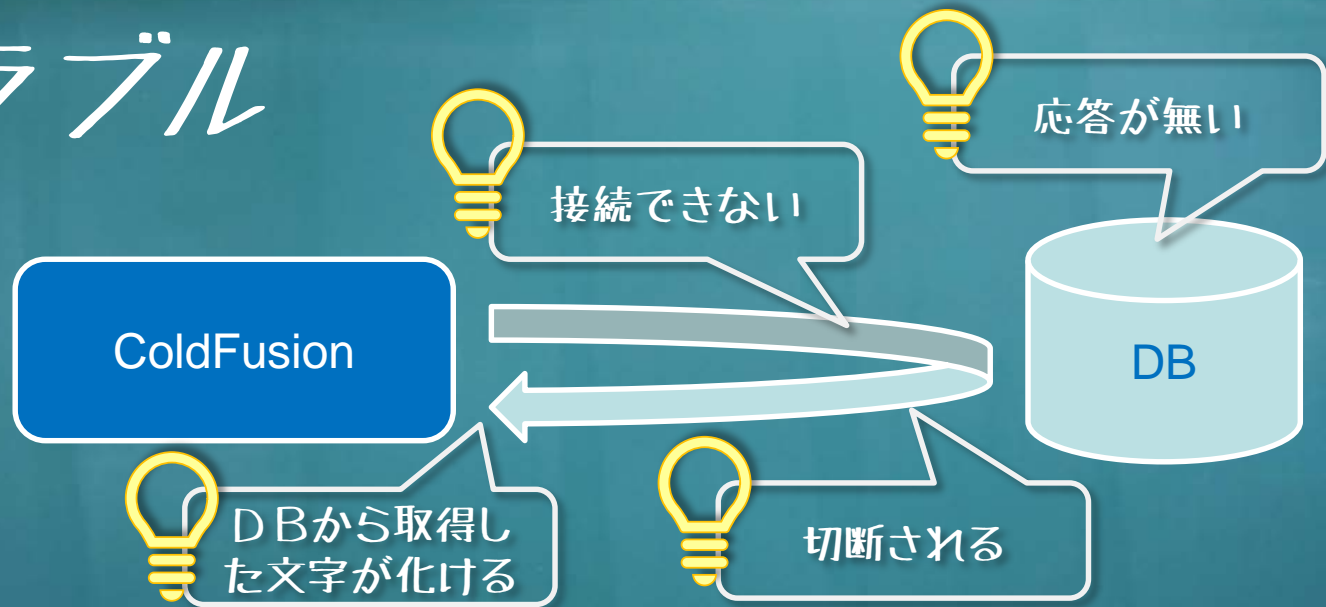 ラブル
応答が無い
接続できない
ColdFusion
DB
ＤＢから取得し
た文字が化ける
切断される